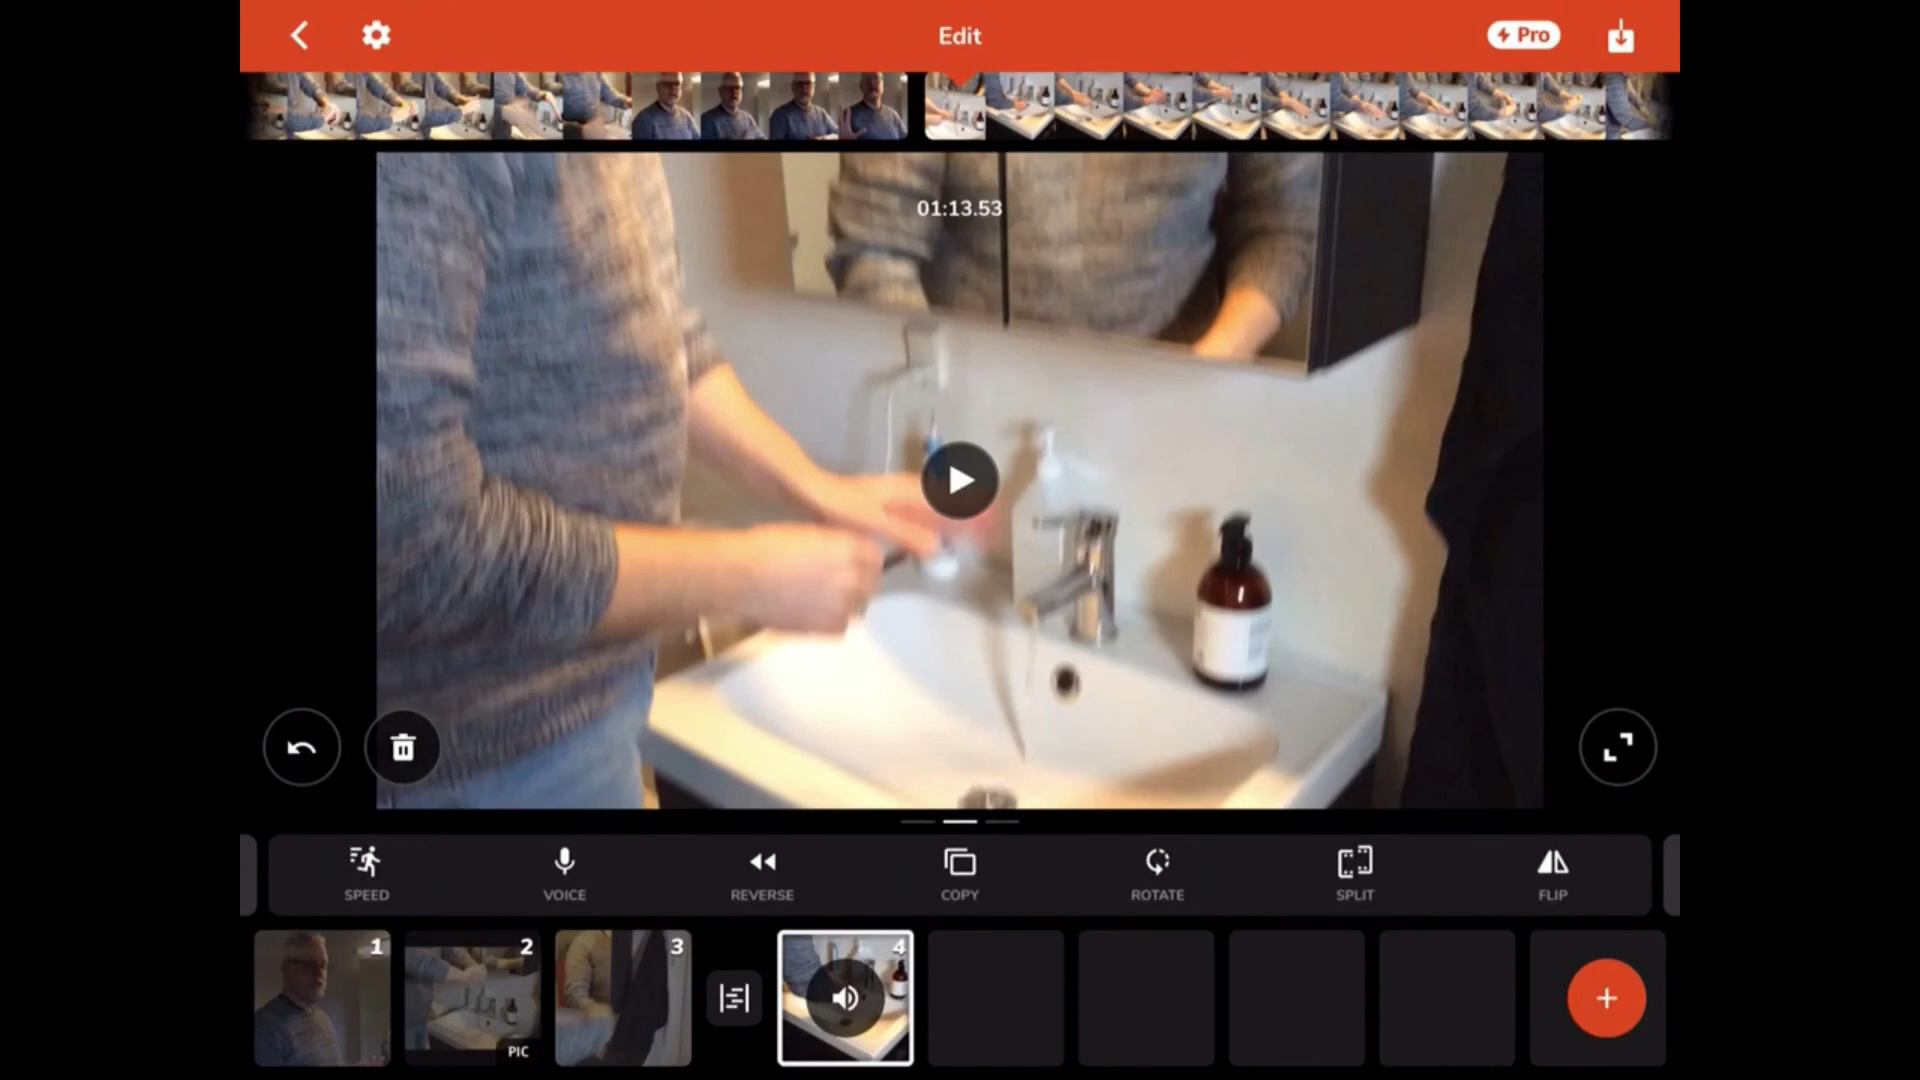 Edit
Pro
01:13.53
SPEED
VOICE
REVERSE
COPY
ROTATE
SPLIT
FLIP
1
2
3
4
PIC